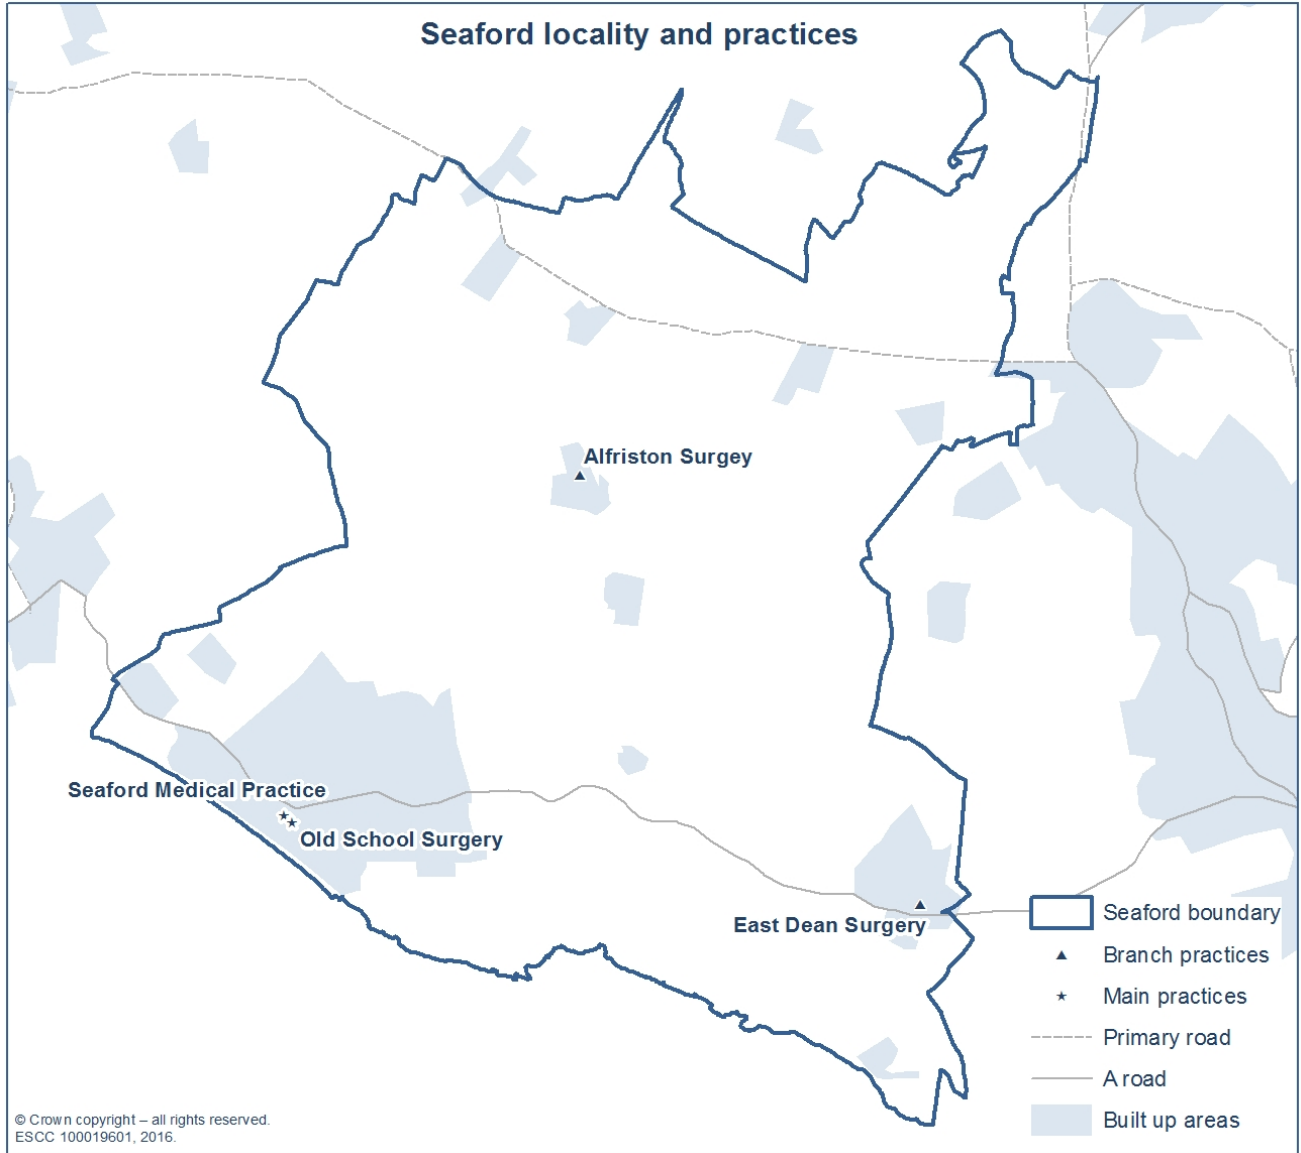 Seaford locality and practices
Alfriston Surgey
Seaford Medical Practice
Old School Surgery
East Dean Surgery
Seaford boundary
Branch practices
Main practices
Primary road
A road
Built up areas
© Crown copyright – all rights reserved.
ESCC 100019601, 2016.